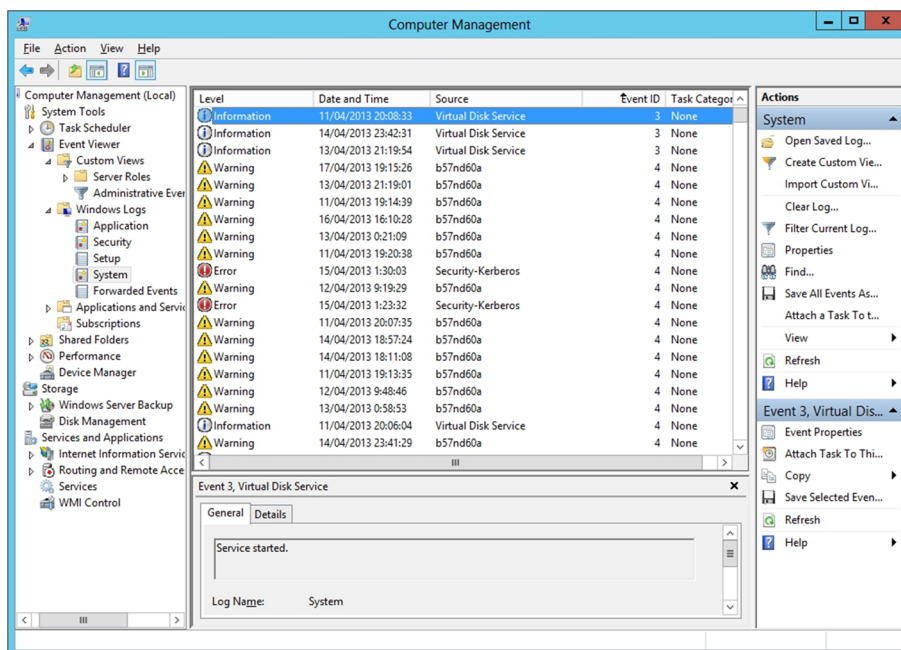 Computer Management
File Action View Help
Computer Management (Local)
System Tools
Task Scheduler
Event Viewer
Custom Views
Server Roles
Administrative Ever
Windows Logs
Application
Security
Setup
System
Forwarded Events
Applications and Servic
Subscriptions
Shared Folders
Performance
Device Manager
Storage
Windows Server Backup
Disk Management
Services and Applications
Internet Information Servic
Routing and Remote Acce
Services
WMI Control
Level Date and Time Source Event ID Task Categor
Information 11/04/2013 20:08:33 Virtual Disk Service 3 None
Information 14/04/2013 23:42:31 Virtual Disk Service 3 None
Information 13/04/2013 21:19:54 Virtual Disk Service 3 None
Warning 17/04/2013 19:15:26 b57nd60a 4 None
Warning 13/04/2013 21:19:01 b57nd60a 4 None
Warning 11/04/2013 19:14:39 b57nd60a 4 None
Warning 16/04/2013 16:10:28 b57nd60a 4 None
Warning 13/04/2013 0:21:09 b57nd60a 4 None
Warning 11/04/2013 19:20:38 b57nd60a 4 None
Error 15/04/2013 1:30:03 Security-Kerberos 4 None
Warning 12/04/2013 9:19:29 b57nd60a 4 None
Error 15/04/2013 1:23:32 Security-Kerberos 4 None
Warning 11/04/2013 20:07:35 b57nd60a 4 None
Warning 14/04/2013 18:57:24 b57nd60a 4 None
Warning 14/04/2013 18:11:08 b57nd60a 4 None
Warning 11/04/2013 19:13:35 b57nd60a 4 None
Warning 12/04/2013 9:48:46 b57nd60a 4 None
Warning 13/04/2013 0:58:53 b57nd60a 4 None
Information 11/04/2013 20:06:04 Virtual Disk Service 4 None
Warning 14/04/2013 23:41:29 b57nd60a 4 None
Event 3, Virtual Disk Service
General Details
Service started.
Log Name: System
Actions
System
Open Saved Log...
Create Custom Vie...
Import Custom Vi...
Clear Log...
Filter Current Log...
Properties
Find...
Save All Events As...
Attach a Task To t...
View
Refresh
Help
Event 3, Virtual Dis...
Event Properties
Attach Task To Thi...
Copy
Save Selected Even...
Refresh
Help